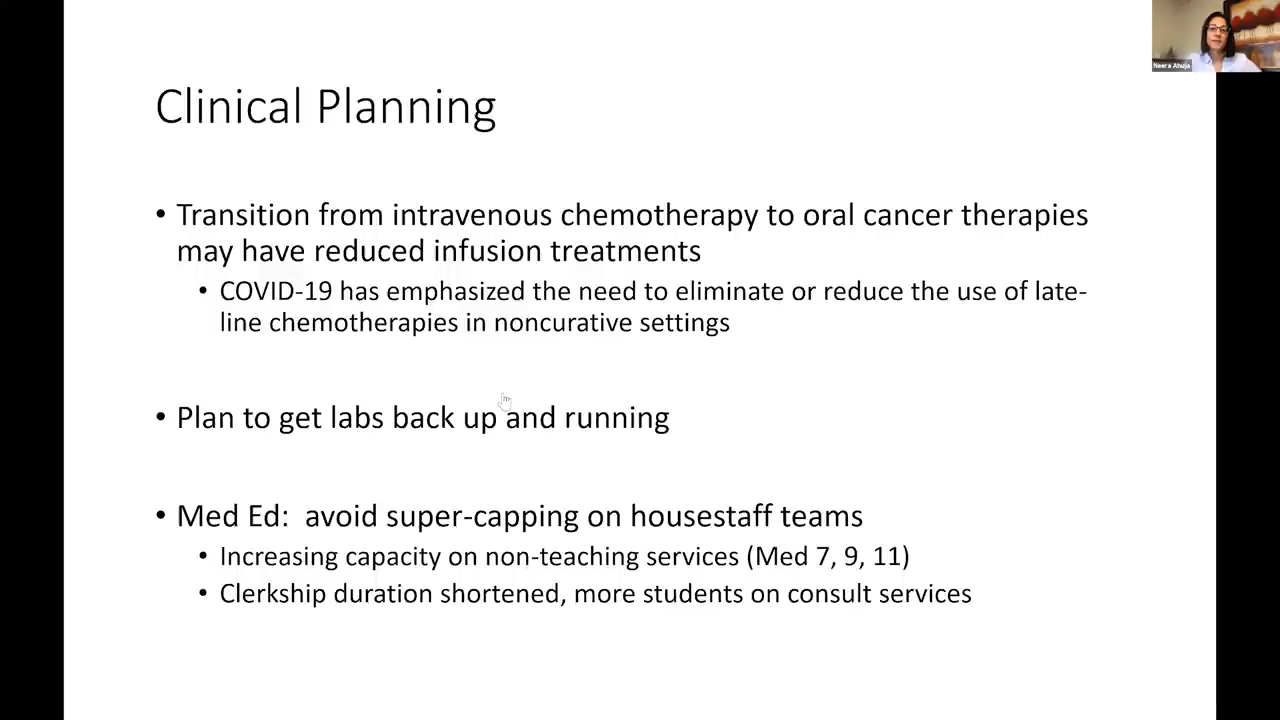 Neera Ahuja
Clinical Planning
• Transition from intravenous chemotherapy to oral cancer therapies
may have reduced infusion treatments
• COVID-19 has emphasized the need to eliminate or reduce the use of late-
line chemotherapies in noncurative settings
• Plan to get labs back up and running
• Med Ed:  avoid super-capping on housestaff teams
• Increasing capacity on non-teaching services (Med 7, 9, 11)
• Clerkship duration shortened, more students on consult services